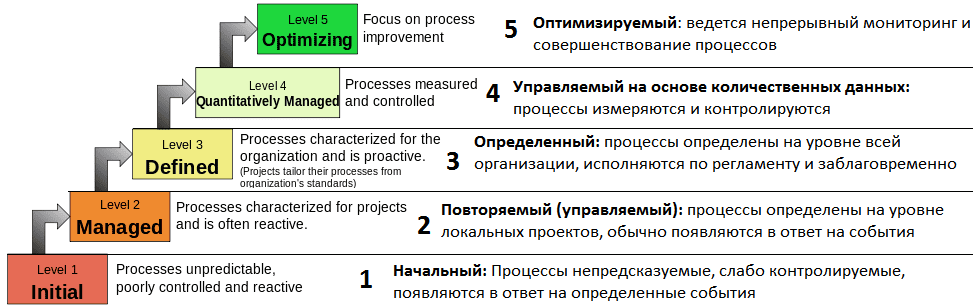 Level 5
Optimizing
Focus on process
improvement
5
Оптимизируемый: ведется непрерывный мониторинг и
совершенствование процессов
Level 4
Quantitatively Managed
Processes measured
and controlled
4
Управляемый на основе количественных данных:
процессы измеряются и контролируются
Level 3
Defined
Processes characterized for the
organization and is proactive.
(Projects tailor their processes from
organization's standards)
3
Определенный: процессы определены на уровне всей
организации, исполняются по регламенту и заблаговременно
Level 2
Managed
Processes characterized for projects
and is often reactive.
2
Повторяемый (управляемый): процессы определены на уровне
локальных проектов, обычно появляются в ответ на события
Level 1
Initial
Processes unpredictable,
poorly controlled and reactive
1
Начальный: Процессы непредсказуемые, слабо контролируемые,
появляются в ответ на определенные события